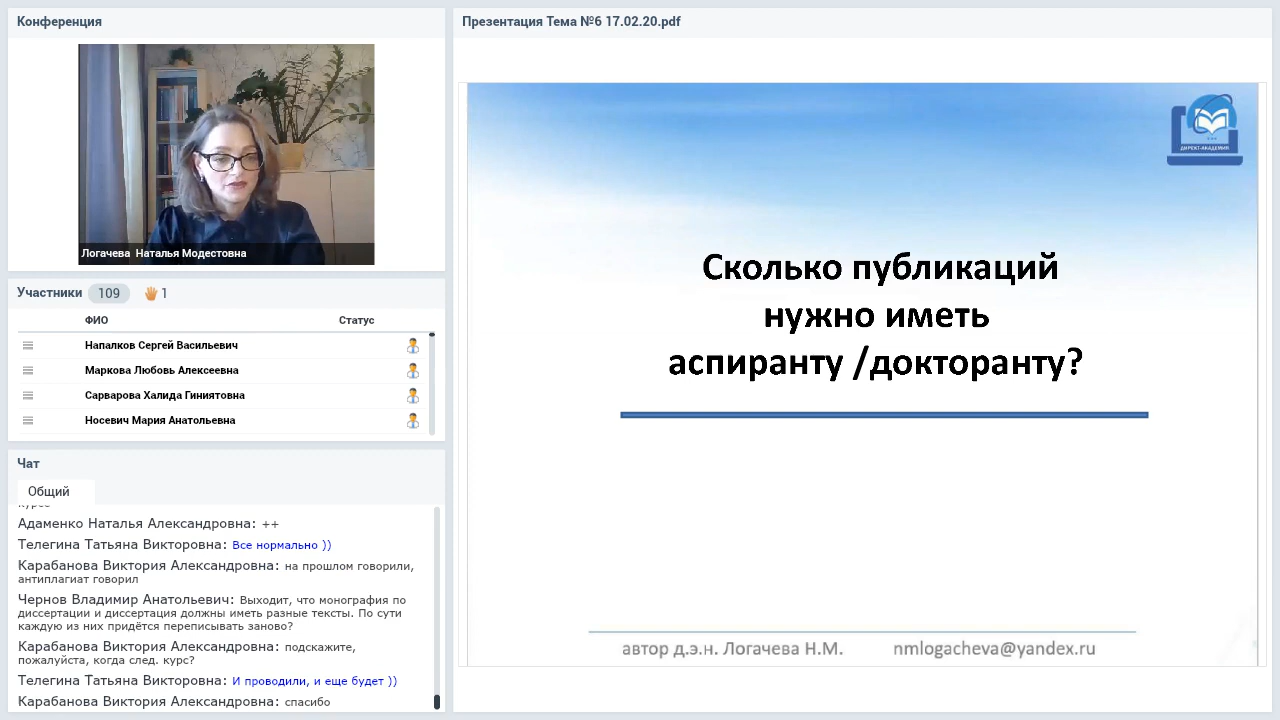 Конференция
Логачева  Наталья Модестовна
Участники 109 1
ФИО Статус
Напалков Сергей Васильевич
Маркова Любовь Алексеевна
Сарварова Халида Гиниятовна
Носевич Мария Анатольевна
Чат
Общий
курсе
Адаменко Наталья Александровна: ++
Телегина Татьяна Викторовна: Все нормально ))
Карабанова Виктория Александровна: на прошлом говорили,
антиплагиат говорил
Чернов Владимир Анатольевич: Выходит, что монография по
диссертации и диссертация должны иметь разные тексты. По сути
каждую из них придётся переписывать заново?
Карабанова Виктория Александровна: подскажите,
пожалуйста, когда след. курс?
Телегина Татьяна Викторовна: И проводили, и еще будет ))
Карабанова Виктория Александровна: спасибо
Презентация Тема №6 17.02.20.pdf
ДИРЕКТ-АКАДЕМИЯ
Сколько публикаций
нужно иметь
аспиранту /докторанту?
автор д.э.н. Логачева Н.М. nmlogacheva@yandex.ru